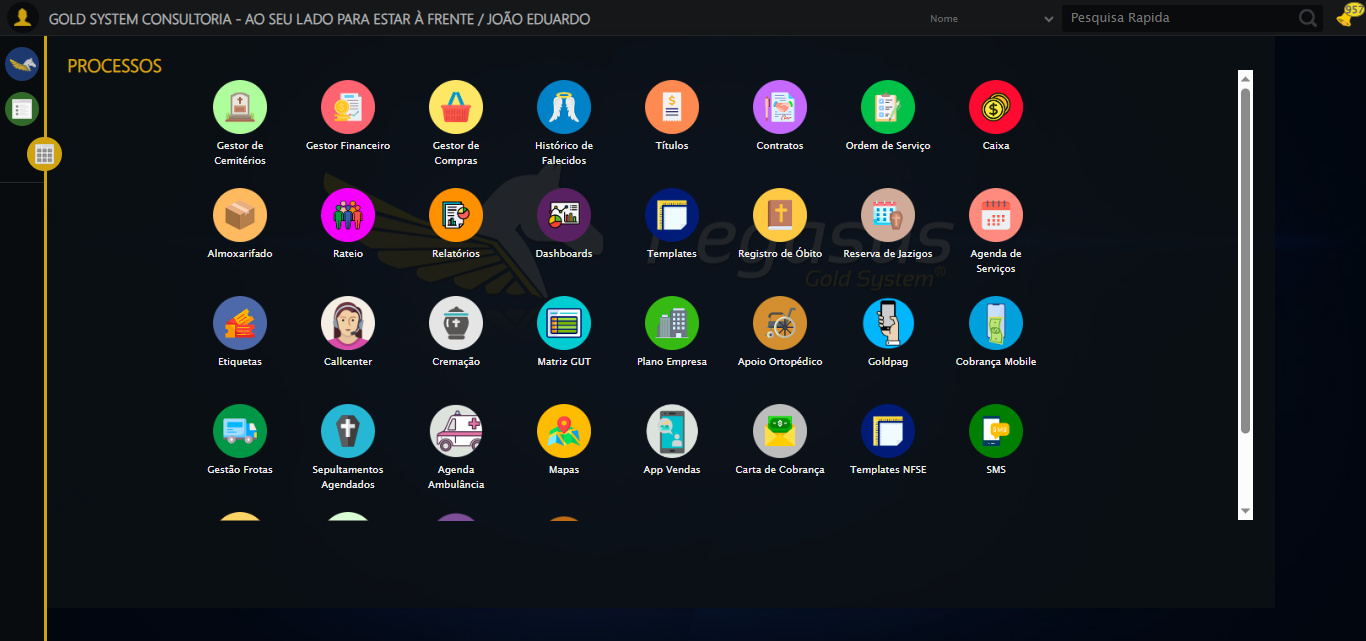 GOLD SYSTEM CONSULTORIA - AO SEU LADO PARA ESTAR À FRENTE / JOÃO EDUARDO
Nome
Pesquisa Rapida
957
PROCESSOS
Gestor de
Cemitérios
Gestor Financeiro
Gestor de
Compras
Histórico de
Falecidos
Títulos
Contratos
Ordem de Serviço
Caixa
Almoxarifado
Rateio
Relatórios
Dashboards
Templates
Registro de Óbito
Reserva de Jazigos
Agenda de
Serviços
Pegasus
Gold System®
Etiquetas
Callcenter
Cremação
Matriz GUT
Plano Empresa
Apoio Ortopédico
Goldpag
Cobrança Mobile
Gestão Frotas
Sepultamentos
Agendados
Agenda
Ambulância
Mapas
App Vendas
Carta de Cobrança
Templates NFSE
SMS
SMS